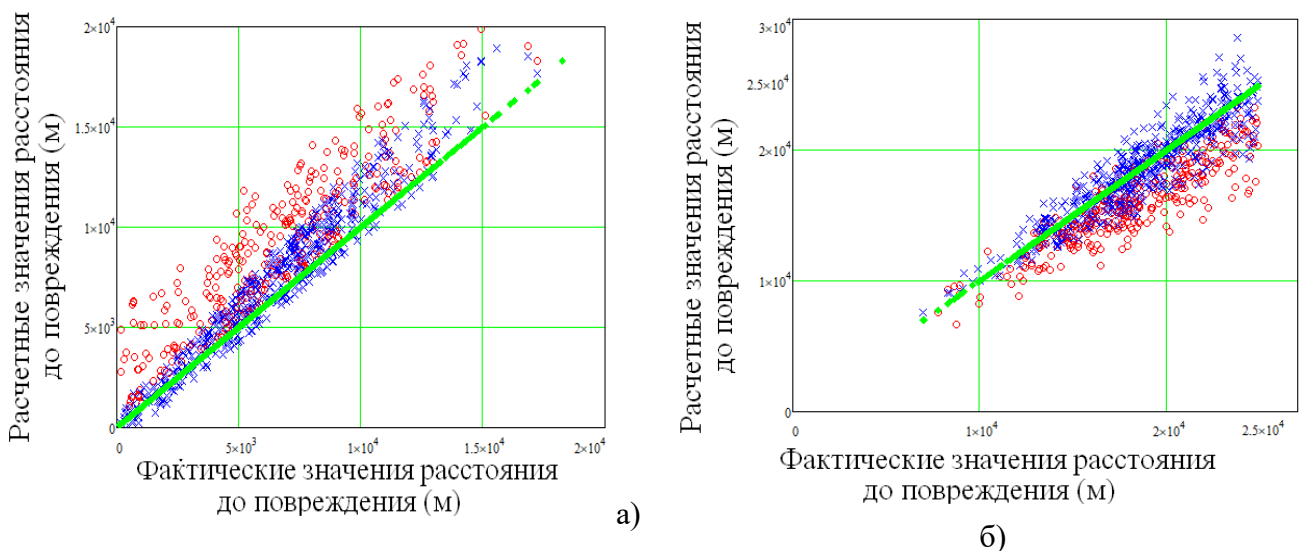 Расчетные значения расстояния
до повреждения (м)
2×10⁴
1.5×10⁴
1×10⁴
5×10³
0
0
5×10³
1×10⁴
1.5×10⁴
2×10⁴
Фактические значения расстояния
до повреждения (м)
а)
Расчетные значения расстояния
до повреждения (м)
3×10⁴
2.5×10⁴
2×10⁴
1×10⁴
0
0
1×10⁴
2×10⁴
2.5×10⁴
Фактические значения расстояния
до повреждения (м)
б)